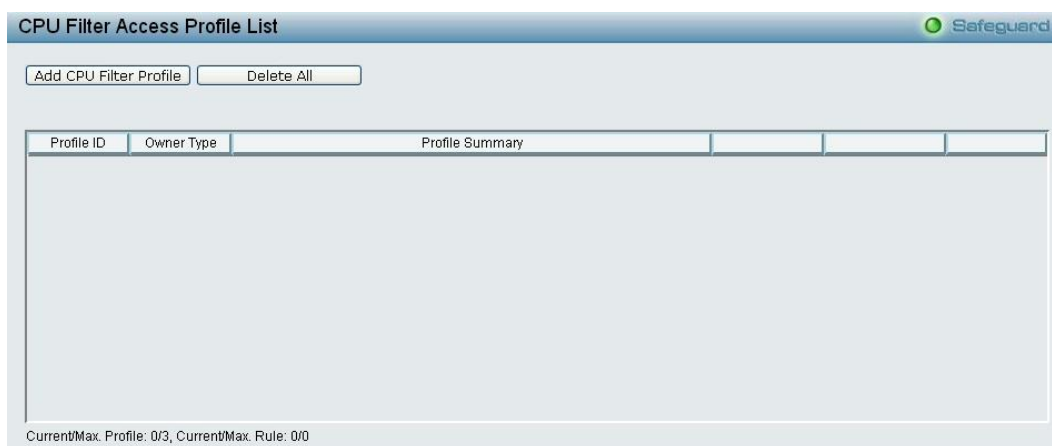 CPU Filter Access Profile List
Safeguard
Add CPU Filter Profile Delete All
Profile ID Owner Type Profile Summary
Current/Max. Profile: 0/3, Current/Max. Rule: 0/0